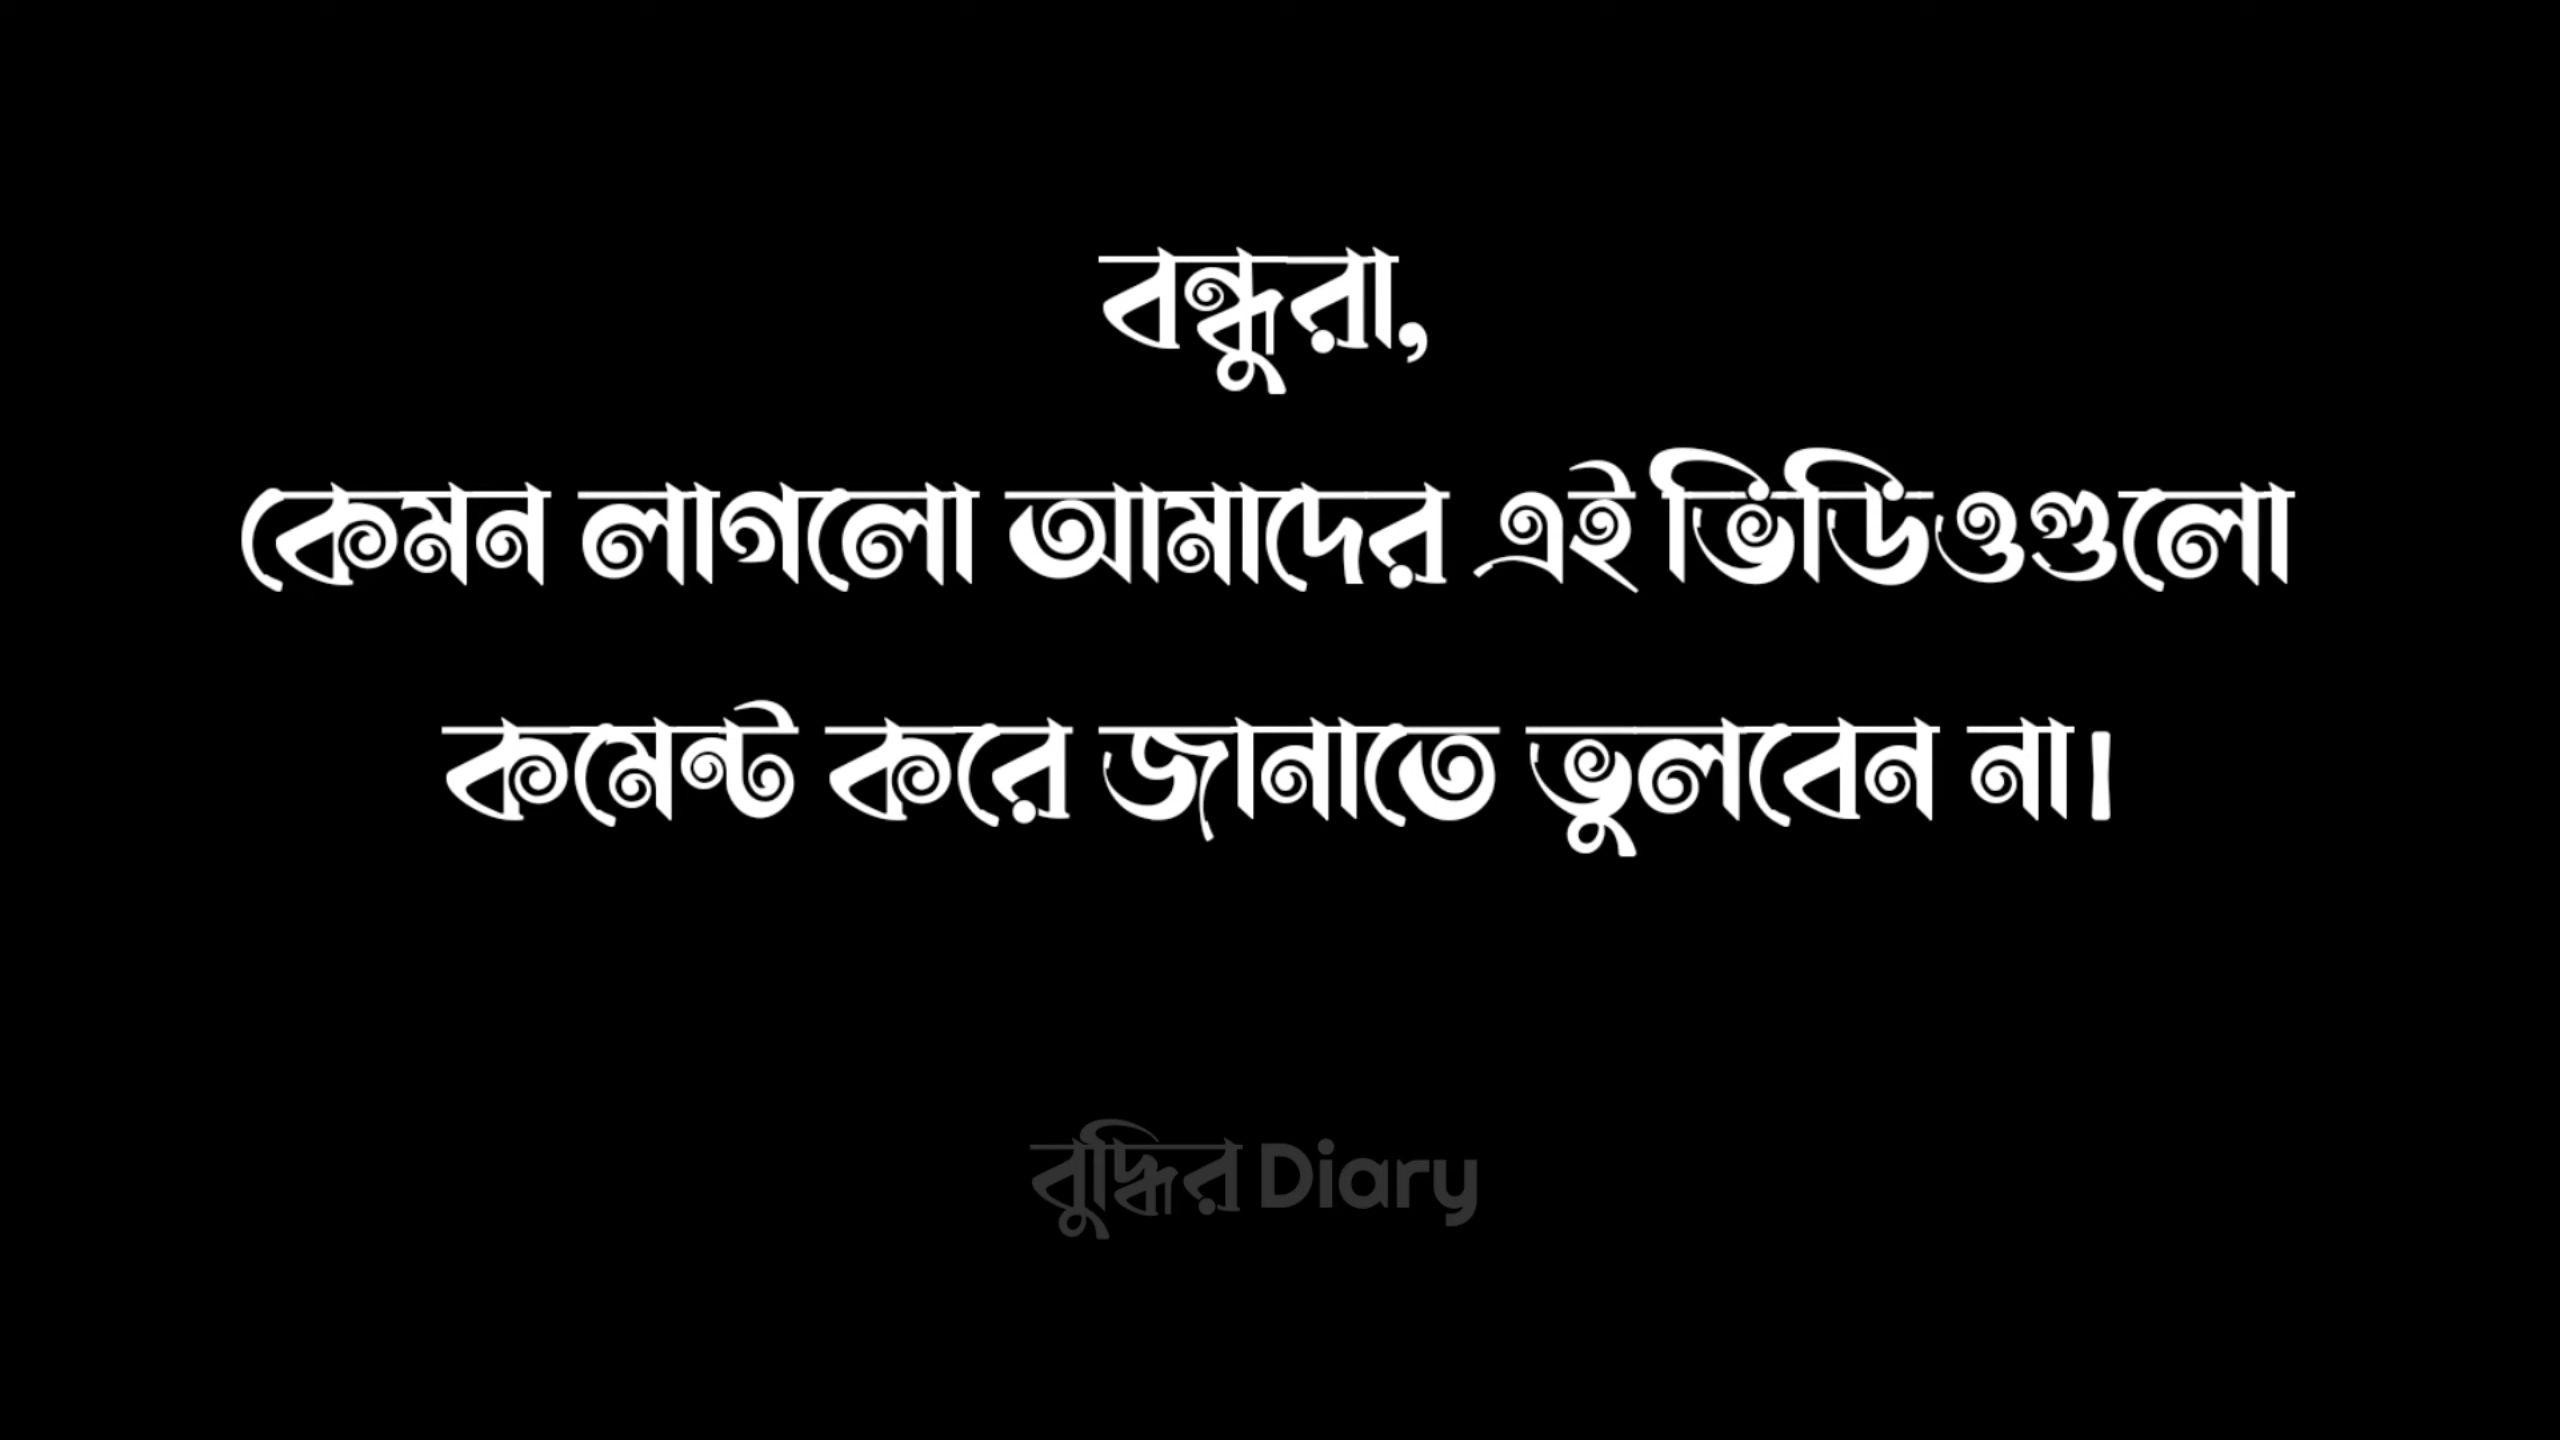 বন্ধুরা,
কেমন লাগলো আমাদের এই ভিডিওগুলো
কমেন্ট করে জানাতে ভুলবেন না।
বুদ্ধির Diary